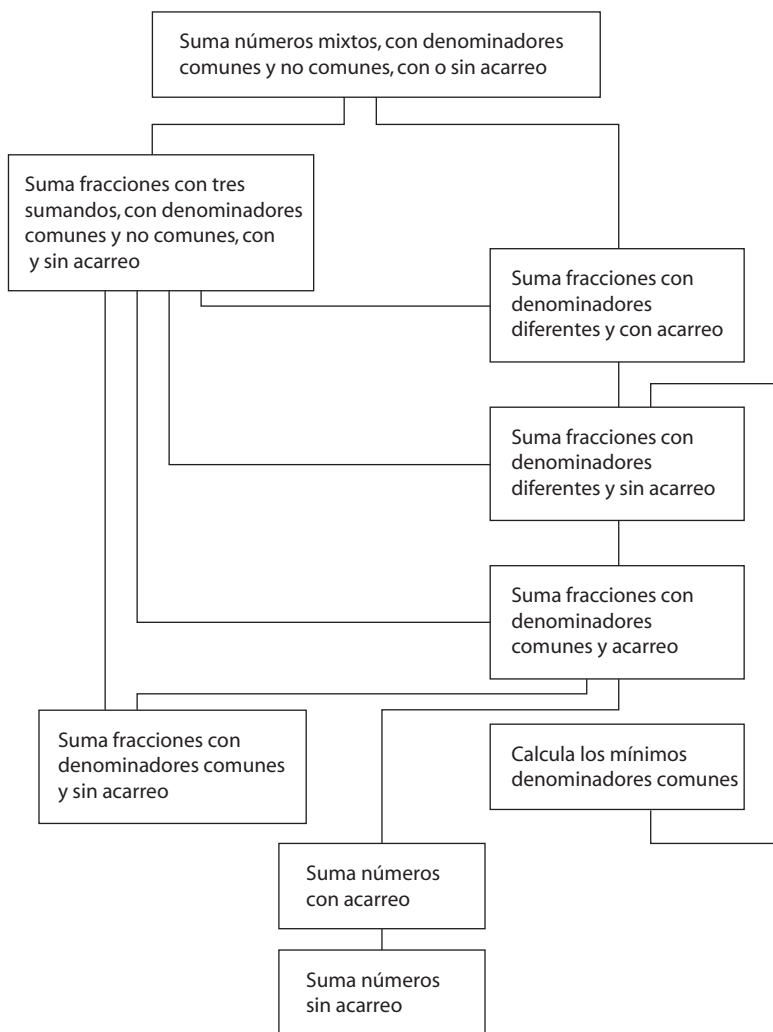 Suma números mixtos, con denominadores
comunes y no comunes, con o sin acarreo
Suma fracciones con tres
sumandos, con denominadores
comunes y no comunes, con
y sin acarreo
Suma fracciones con
denominadores
diferentes y con acarreo
Suma fracciones con
denominadores
diferentes y sin acarreo
Suma fracciones con
denominadores
comunes y acarreo
Suma fracciones con
denominadores comunes
y sin acarreo
Calcula los mínimos
denominadores comunes
Suma números
con acarreo
Suma números
sin acarreo